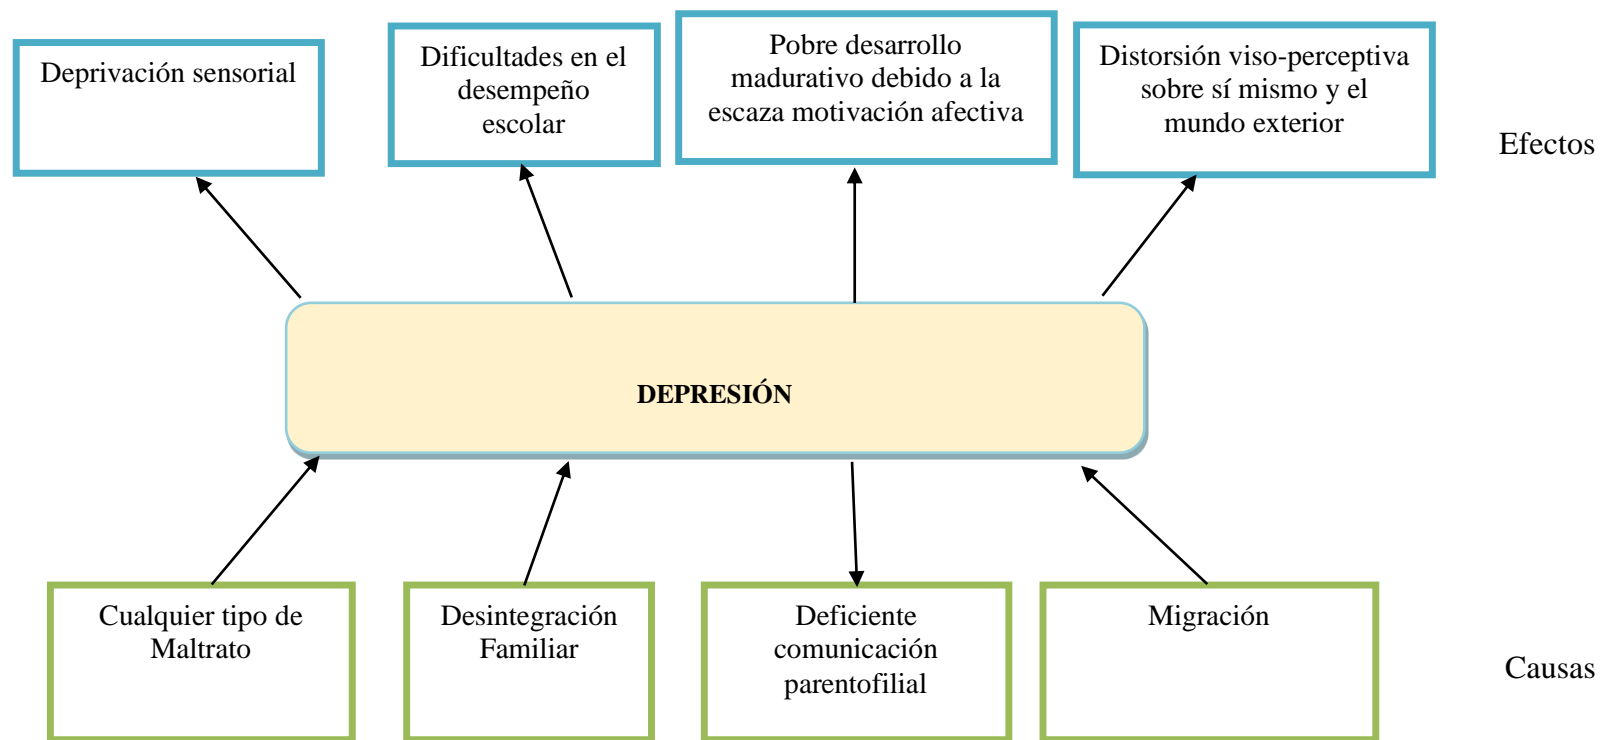 Deprivación sensorial
Dificultades en el
desempeño
escolar
Pobre desarrollo
madurativo debido a la
escaza motivación afectiva
Distorsión viso-perceptiva
sobre sí mismo y el
mundo exterior
Efectos
DEPRESIÓN
Cualquier tipo de
Maltrato
Desintegración
Familiar
Deficiente
comunicación
parentofilial
Migración
Causas